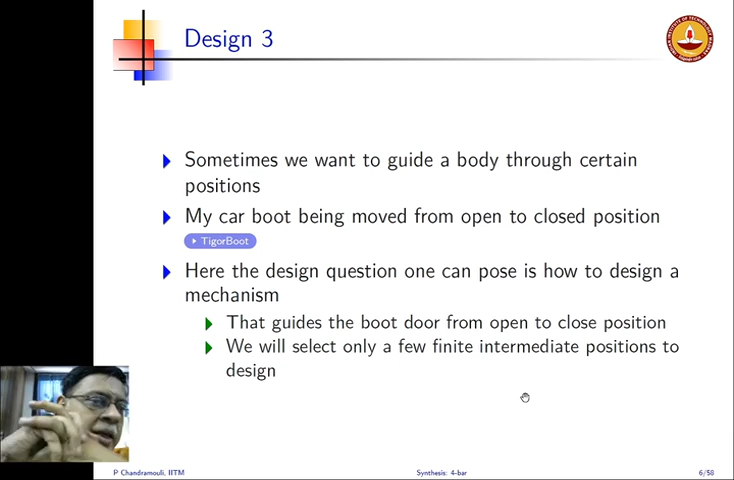 Design 3
Sometimes we want to guide a body through certain
positions
My car boot being moved from open to closed position
TigorBoot
Here the design question one can pose is how to design a
mechanism
That guides the boot door from open to close position
We will select only a few finite intermediate positions to
design
P Chandramouli, IITM
Synthesis: 4-bar
6/58